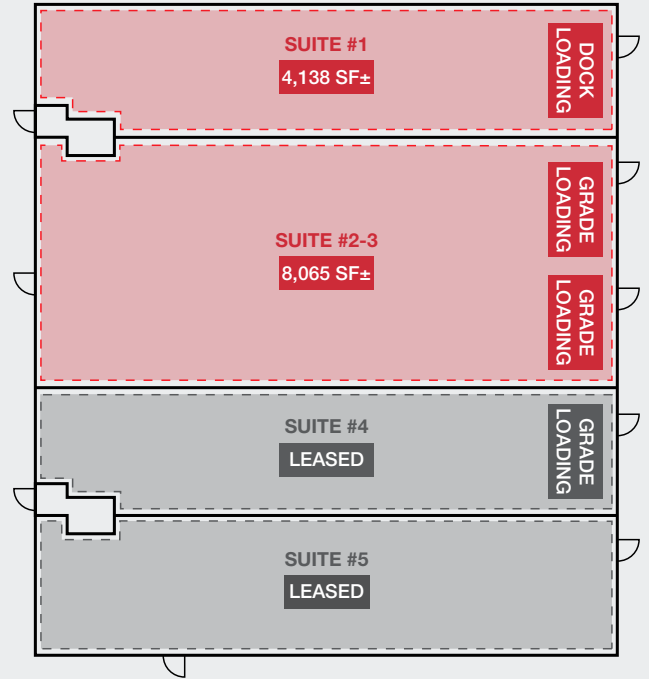 SUITE #1
4,138 SF±
DOCK
LOADING
SUITE #2-3
8,065 SF±
GRADE
LOADING
GRADE
LOADING
SUITE #4
LEASED
GRADE
LOADING
SUITE #5
LEASED